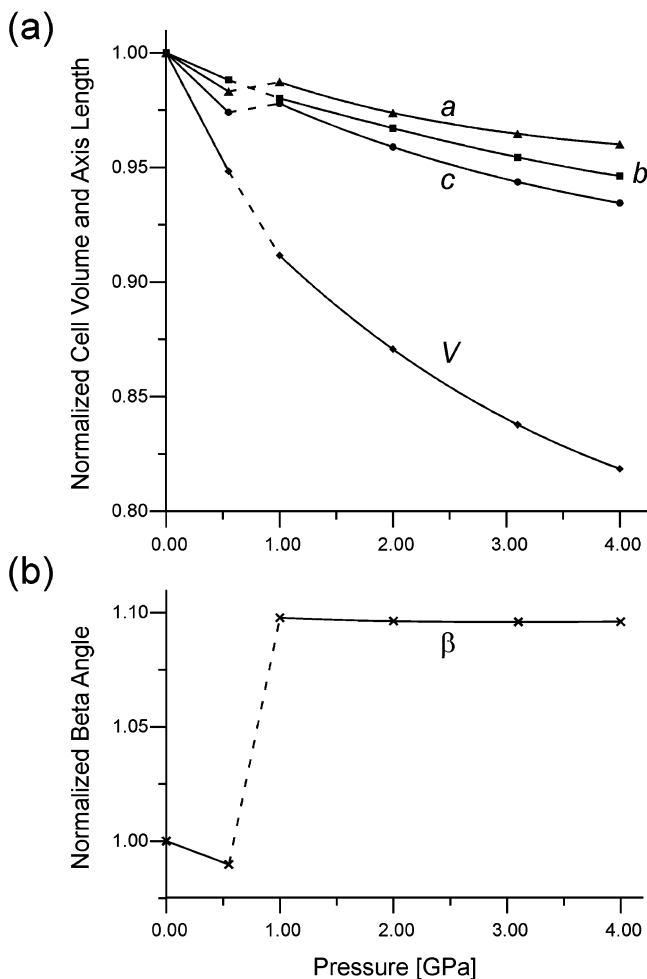 (a)
Normalized Cell Volume and Axis Length
1.00
0.95
0.90
0.85
0.80
a
b
c
V
0.00 1.00 2.00 3.00 4.00
(b)
Normalized Beta Angle
1.10
1.05
1.00
β
0.00 1.00 2.00 3.00 4.00
Pressure [GPa]